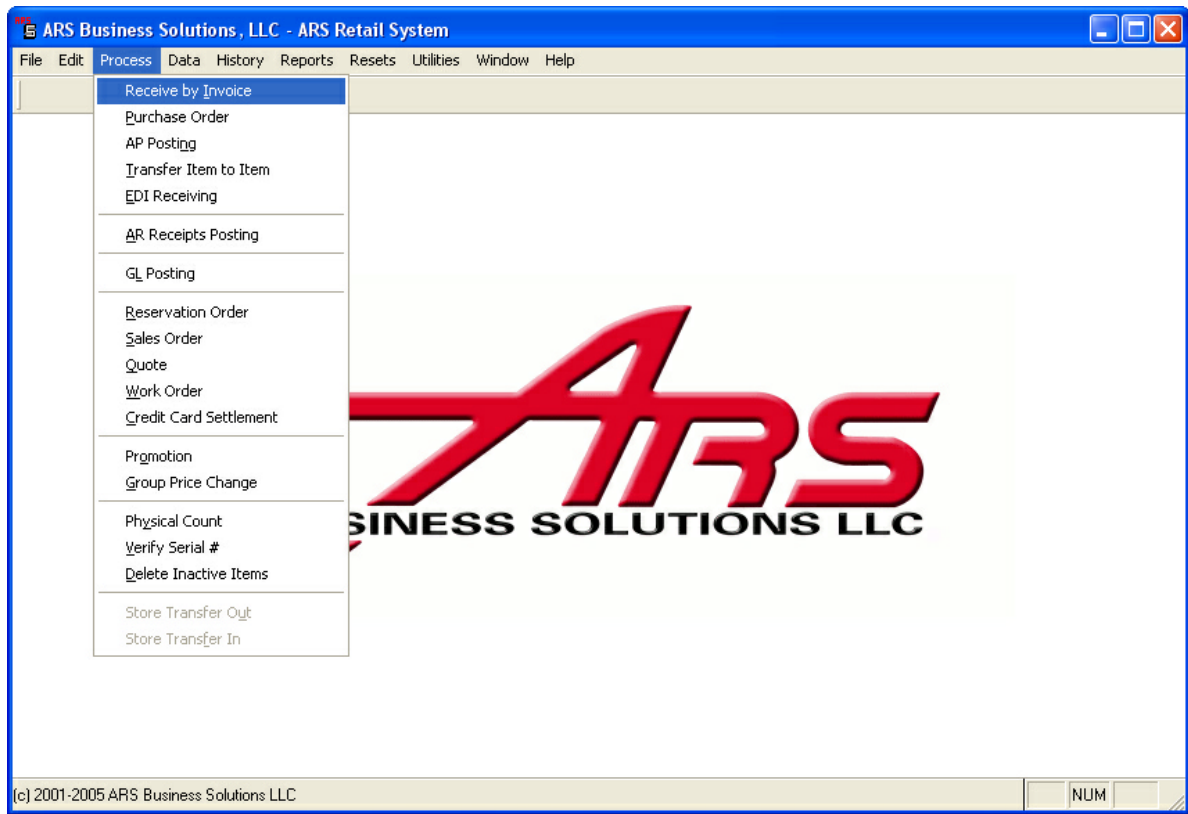 ARS Business Solutions, LLC - ARS Retail System
File Edit Process Data History Reports Resets Utilities Window Help
Receive by Invoice
Purchase Order
AP Posting
Transfer Item to Item
EDI Receiving
AR Receipts Posting
GL Posting
Reservation Order
Sales Order
Quote
Work Order
Credit Card Settlement
Promotion
Group Price Change
Physical Count
Verify Serial #
Delete Inactive Items
Store Transfer Out
Store Transfer In
ARS
SINESS SOLUTIONS LLC
(c) 2001-2005 ARS Business Solutions LLC
NUM